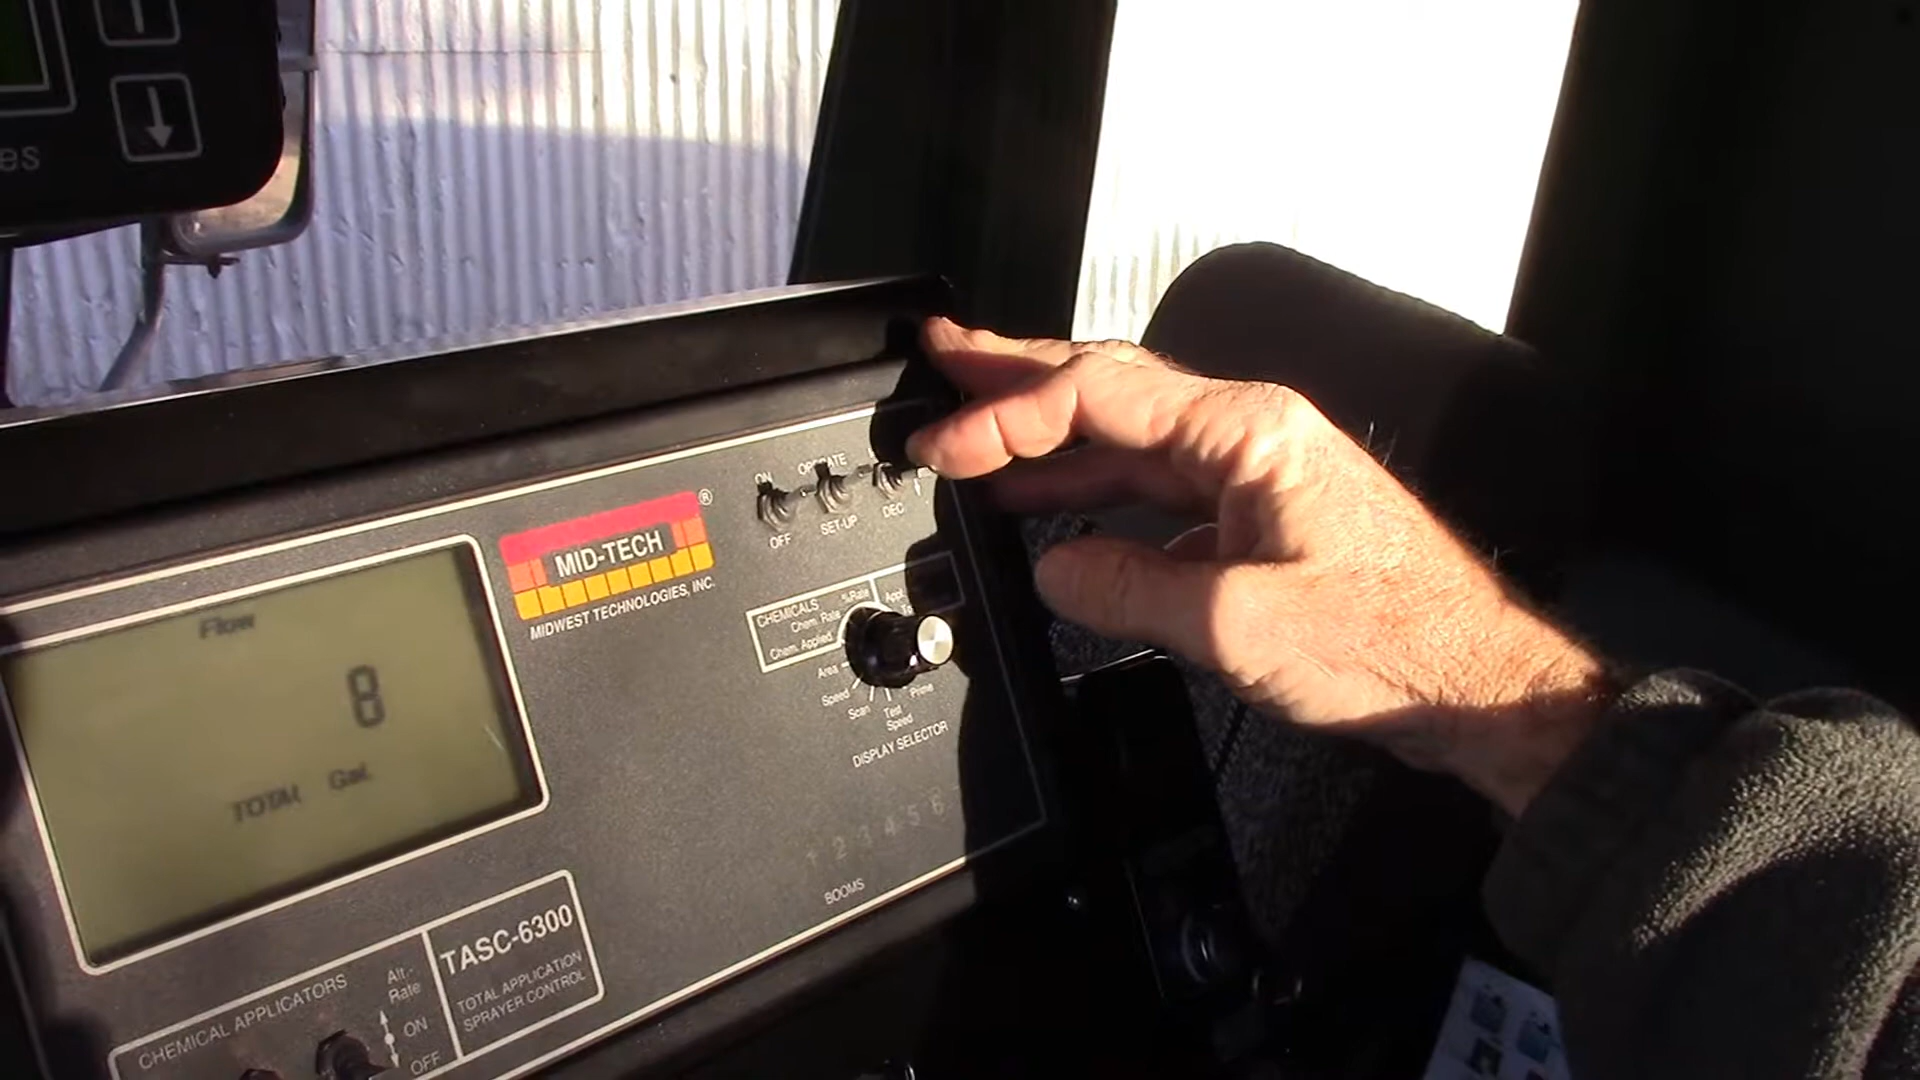 es
ON
OPERATE
OFF
SET-UP
DEC
MID-TECH
®
MIDWEST TECHNOLOGIES, INC.
CHEMICALS
%Rate
Chem. Rate
Chem. Applied
Appl.
Area
Speed
Scan
Test
Speed
Prime
DISPLAY SELECTOR
1 2 3 4 5 6
BOOMS
Flow
8
TOTAL Gal.
TASC-6300
TOTAL APPLICATION
SPRAYER CONTROL
CHEMICAL APPLICATORS
Alt.-
Rate
ON
OFF